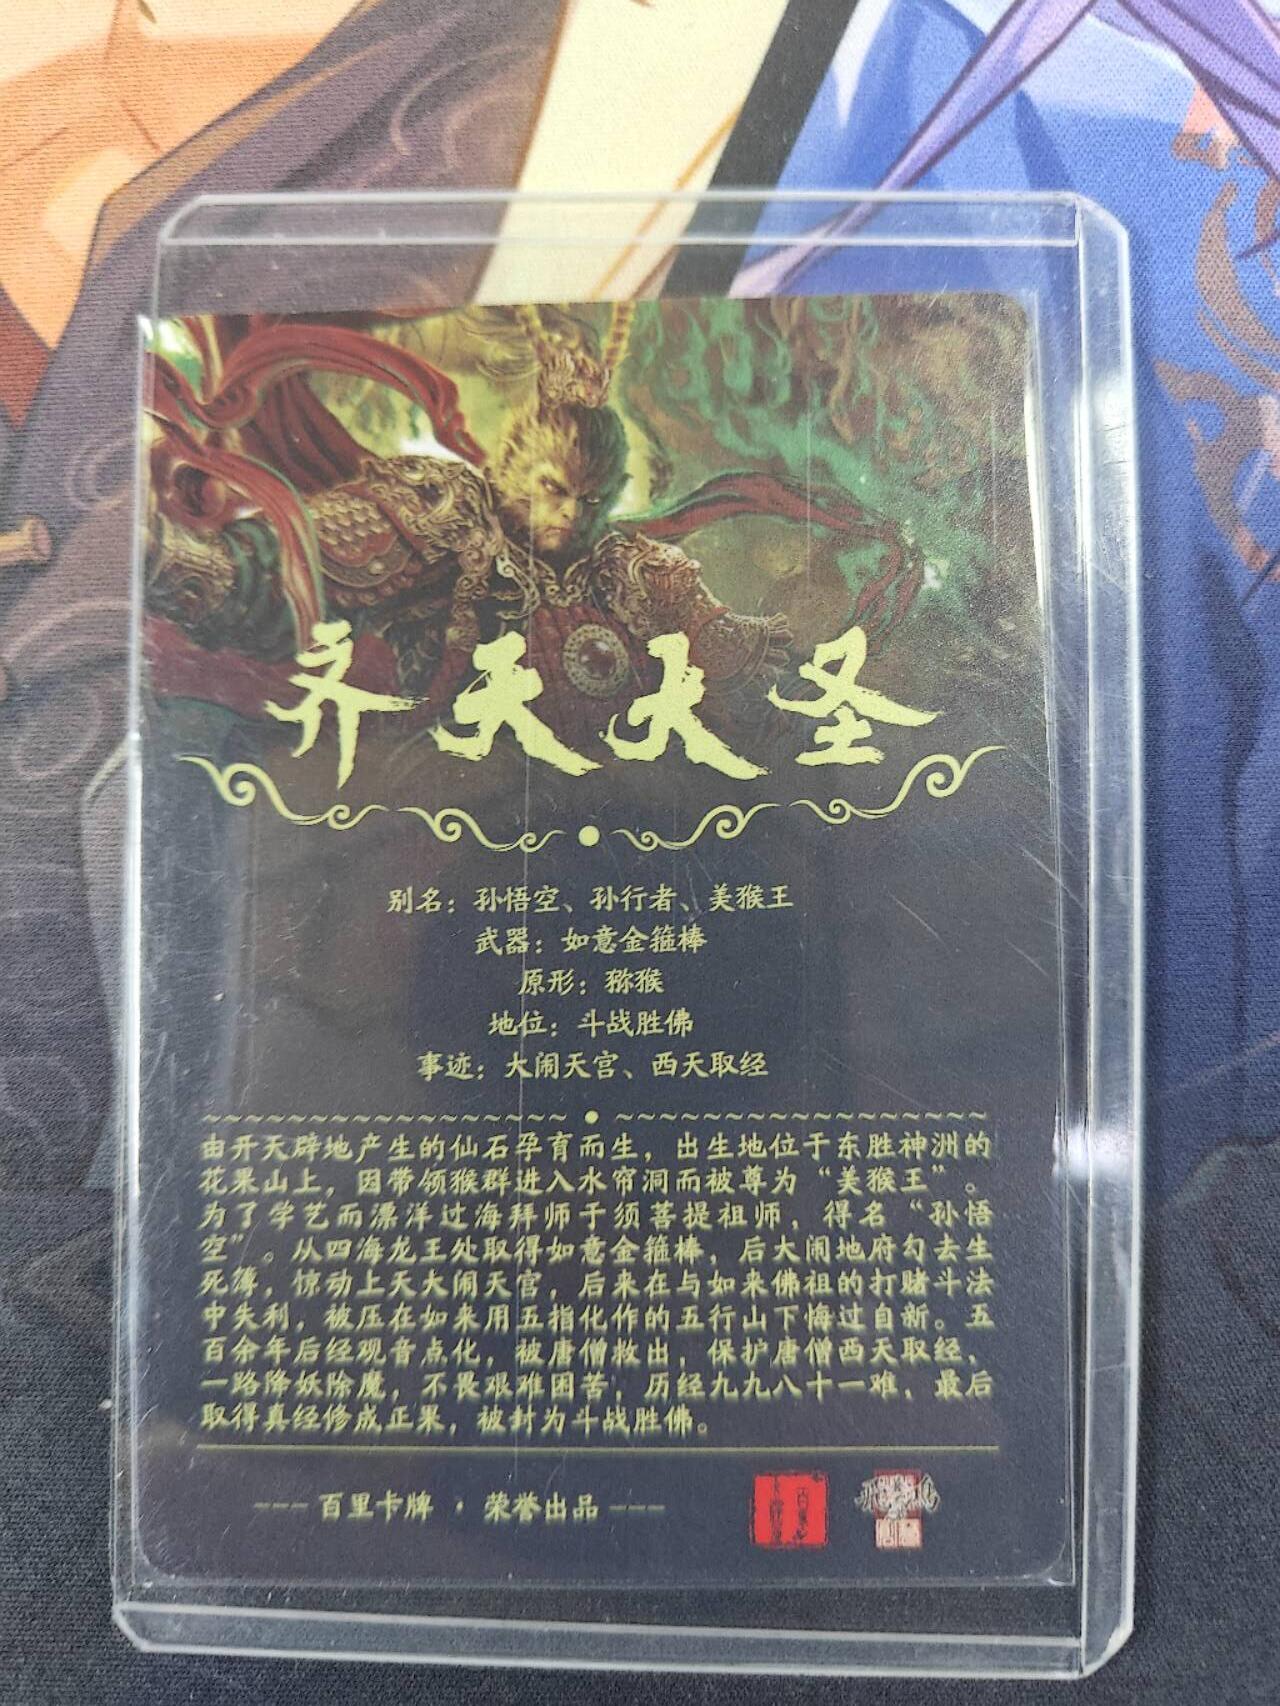 齐天大圣
别名：孙悟空、孙行者、美猴王
武器：如意金箍棒
原形：猕猴
地位：斗战胜佛
事迹：大闹天宫、西天取经
由开天辟地产生的仙石孕育而生，出生地位于东胜神洲的
花果山上，因带领猴群进入水帘洞而被尊为“美猴王”。
为了学艺而漂洋过海拜师于须菩提祖师，得名“孙悟
空”。从四海龙王处取得如意金箍棒，后大闹地府勾去生
死簿，惊动上天大闹天宫，后来在与如来佛祖的打赌斗法
中失利，被压在如来用五指化作的五行山下悔过自新。五
百余年后经观音点化，被唐僧救出，保护唐僧西天取经，
一路降妖除魔，不畏艰难困苦，历经九九八十一难，最后
取得真经修成正果，被封为斗战胜佛。
---百里卡牌 · 荣誉出品---